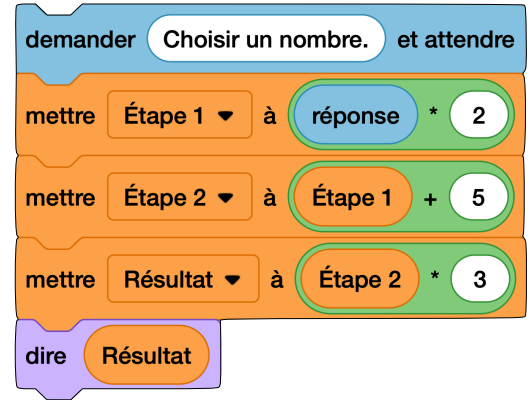 demander Choisir un nombre. et attendre
mettre Étape 1 à réponse * 2
mettre Étape 2 à Étape 1 + 5
mettre Résultat à Étape 2 * 3
dire Résultat